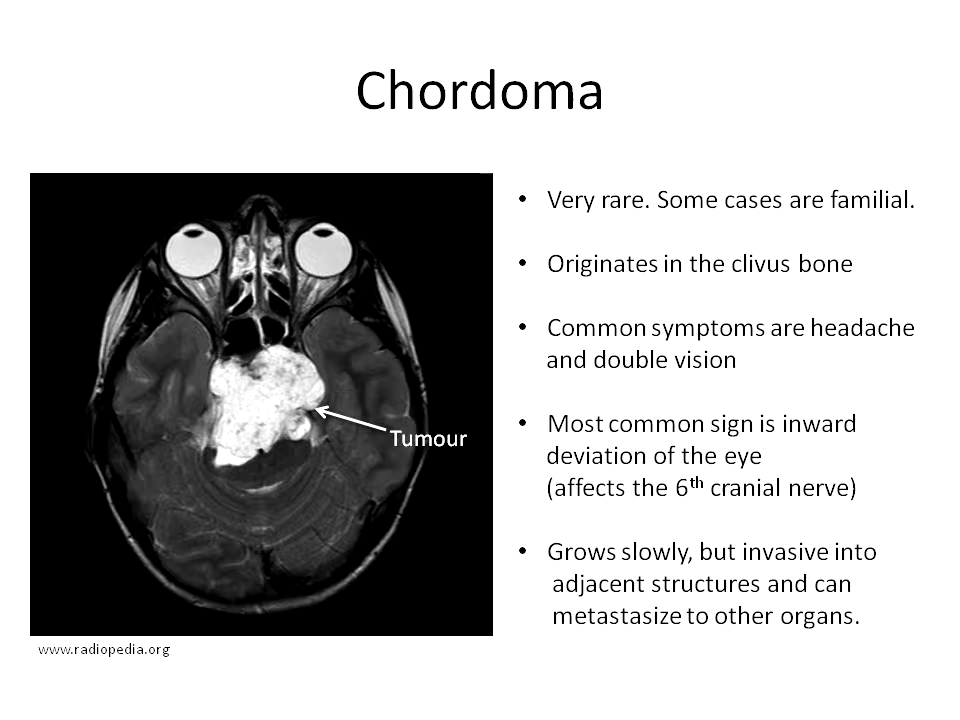 Chordoma
• Very rare. Some cases are familial.
• Originates in the clivus bone
• Common symptoms are headache
and double vision
Tumour
• Most common sign is inward
deviation of the eye
(affects the 6th cranial nerve)
• Grows slowly, but invasive into
adjacent structures and can
metastasize to other organs.
www.radiopedia.org